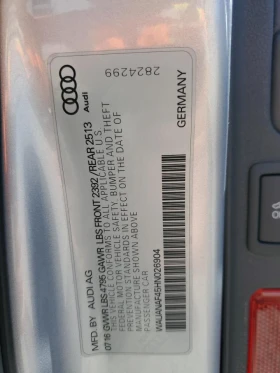 MFD. BY AUDI AG
07 16 GVWR LBS 4795 GAWR LBS FRONT 2392 / REAR 2513
THIS VEHICLE CONFORMS TO ALL APPLICABLE U.S.
FEDERAL MOTOR VEHICLE SAFETY, BUMPER AND THEFT
PREVENTION STANDARDS IN EFFECT ON THE DATE OF
MANUFACTURE SHOWN ABOVE
PASSENGER CAR
WAUANAF45HN026904
GERMANY
Audi
2824299